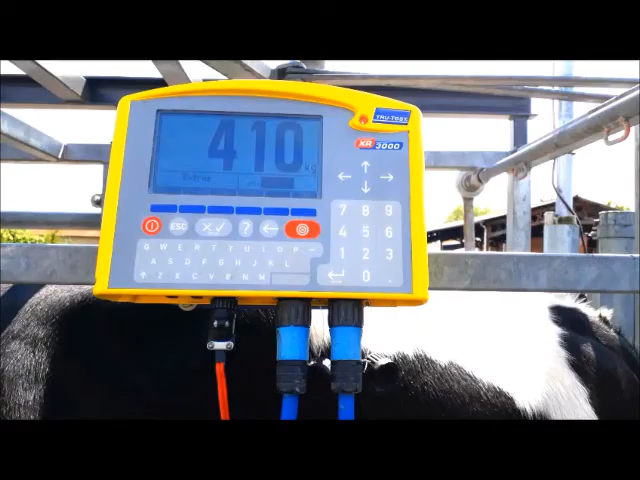 TRU-TEST
XR 3000
410 kg
ESC ?
7 8 9
4 5 6
1 2 3
0 .
Q W E R T Y U I O P
A S D F G H J K L
Z X C V B N M